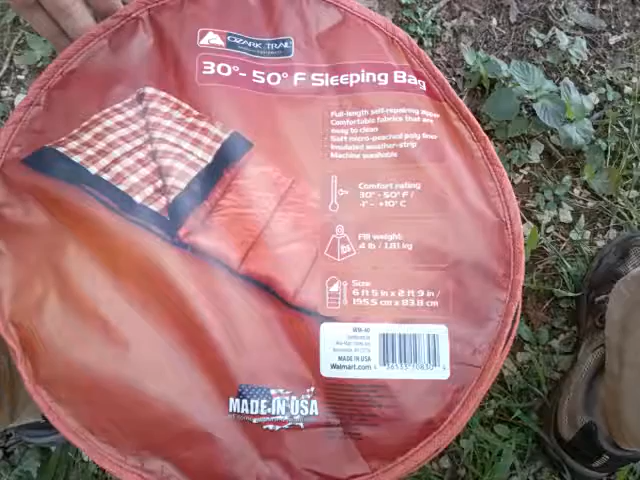 OZARK TRAIL
30°- 50° F Sleeping Bag
Full-length self-repairing zipper
Comfortable fabrics that are
easy to clean
Soft micro-peached poly liner
Insulated weather-strip
Machine washable
Comfort rating
30° - 50° F /
-1° - +10° C
Fill weight:
4 lb / 1.81 kg
Size:
6 ft 5 in x 2 ft 9 in /
195.5 cm x 83.8 cm
WM-40
MADE IN USA
Walmart.com
MADE IN USA